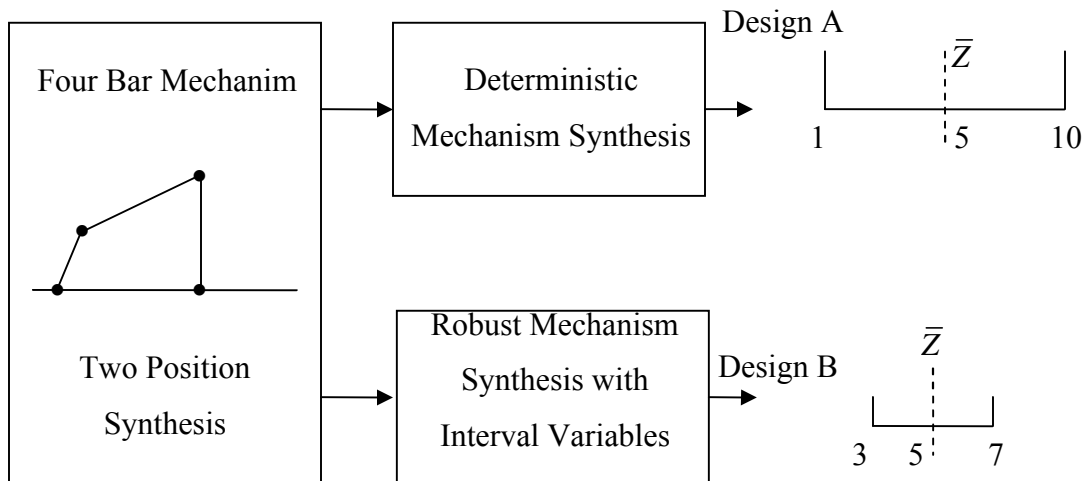 Four Bar Mechanim
Two Position
Synthesis
Deterministic
Mechanism Synthesis
Design A
Z̅
1
5
10
Robust Mechanism
Synthesis with
Interval Variables
Design B
Z̅
3
5
7